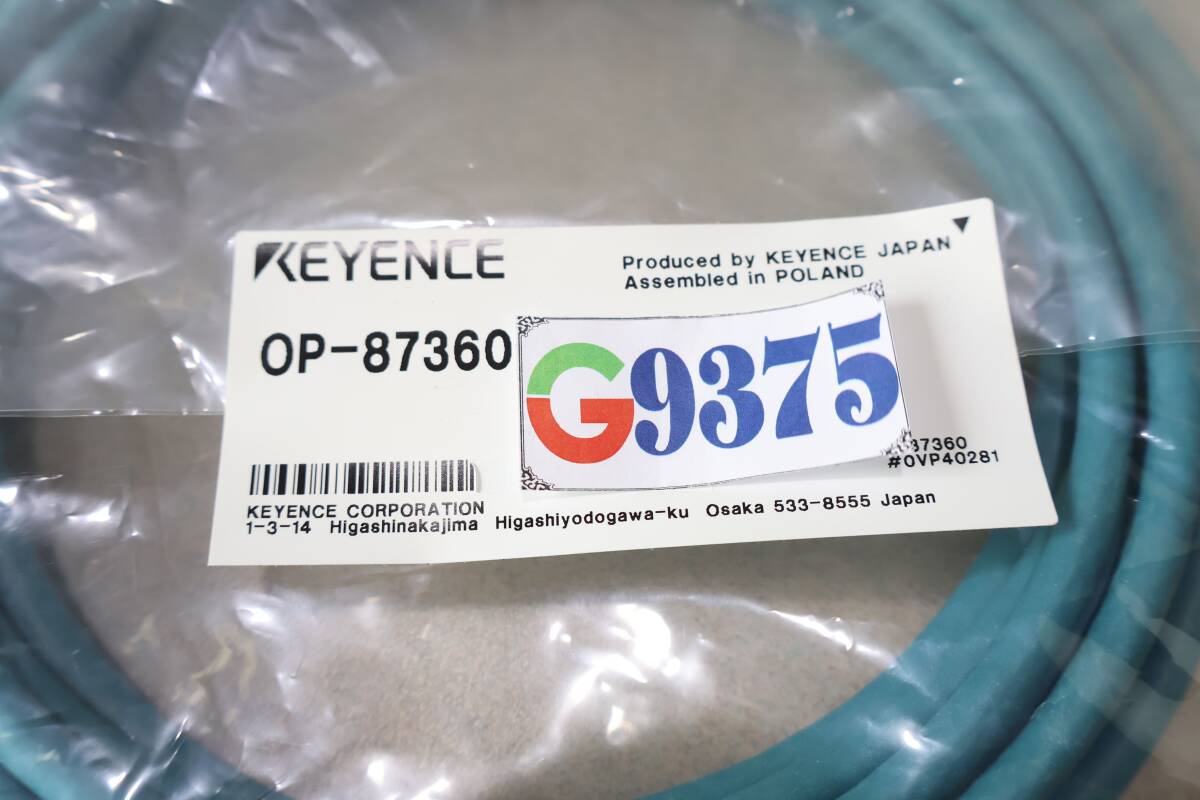 KEYENCE
Produced by KEYENCE JAPAN
Assembled in POLAND
OP-87360
G9375
87360
#0VP40281
KEYENCE CORPORATION
1-3-14 Higashinakajima Higashiyodogawa-ku Osaka 533-8555 Japan